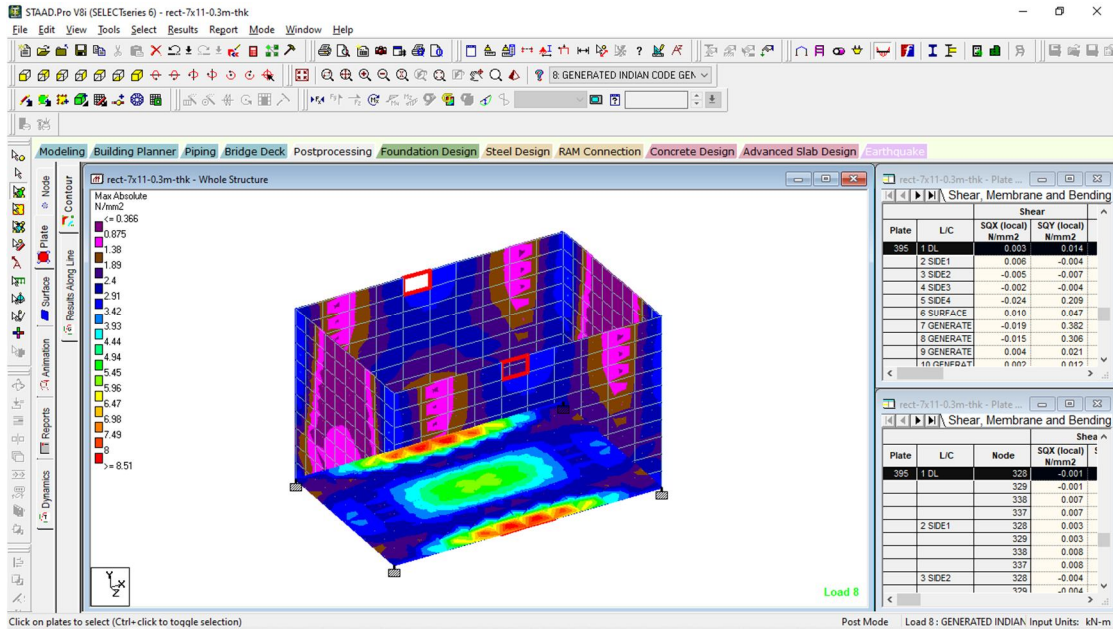 STAAD.Pro V8i (SELECTseries 6) - rect-7x11-0.3m-thk
File Edit View Tools Select Results Report Mode Window Help
8: GENERATED INDIAN CODE GEN
Modeling Building Planner Piping Bridge Deck Postprocessing Foundation Design Steel Design RAM Connection Concrete Design Advanced Slab Design Earthquake
Node
Plate
Surface
Animation
Reports
Dynamics
Contour
Results Along Line
rect-7x11-0.3m-thk - Whole Structure
Max Absolute
N/mm2
<= 0.366
0.875
1.38
1.89
2.4
2.91
3.42
3.93
4.44
4.94
5.45
5.96
6.47
6.98
7.49
8
>= 8.51
Y
X
Z
Load 8
rect-7x11-0.3m-thk - Plate ...
Shear, Membrane and Bending
Shear
Plate L/C SQX (local) N/mm2 SQY (local) N/mm2
395 1 DL 0.003 0.014
2 SIDE1 0.006 -0.004
3 SIDE2 -0.005 -0.007
4 SIDE3 -0.002 -0.004
5 SIDE4 -0.024 0.209
6 SURFACE 0.010 0.047
7 GENERATE -0.019 0.382
8 GENERATE -0.015 0.306
9 GENERATE 0.004 0.021
10 GENERAT 0.002 0.012
rect-7x11-0.3m-thk - Plate ...
Shear, Membrane and Bending
Shea
Plate L/C Node SQX (local) N/mm2 S
395 1 DL 328 -0.001
329 -0.001
338 0.007
337 0.007
2 SIDE1 328 0.003
329 0.003
338 0.008
337 0.008
3 SIDE2 328 -0.004
329 -0.004
Click on plates to select (Ctrl+click to toggle selection)
Post Mode Load 8 : GENERATED INDIAN Input Units: kN-m